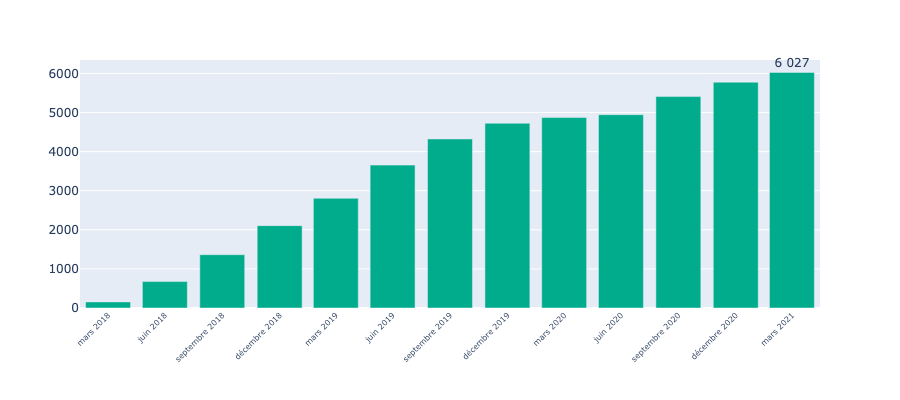 6 027
6000
5000
4000
3000
2000
1000
0
mars 2018
juin 2018
septembre 2018
décembre 2018
mars 2019
juin 2019
septembre 2019
décembre 2019
mars 2020
juin 2020
septembre 2020
décembre 2020
mars 2021